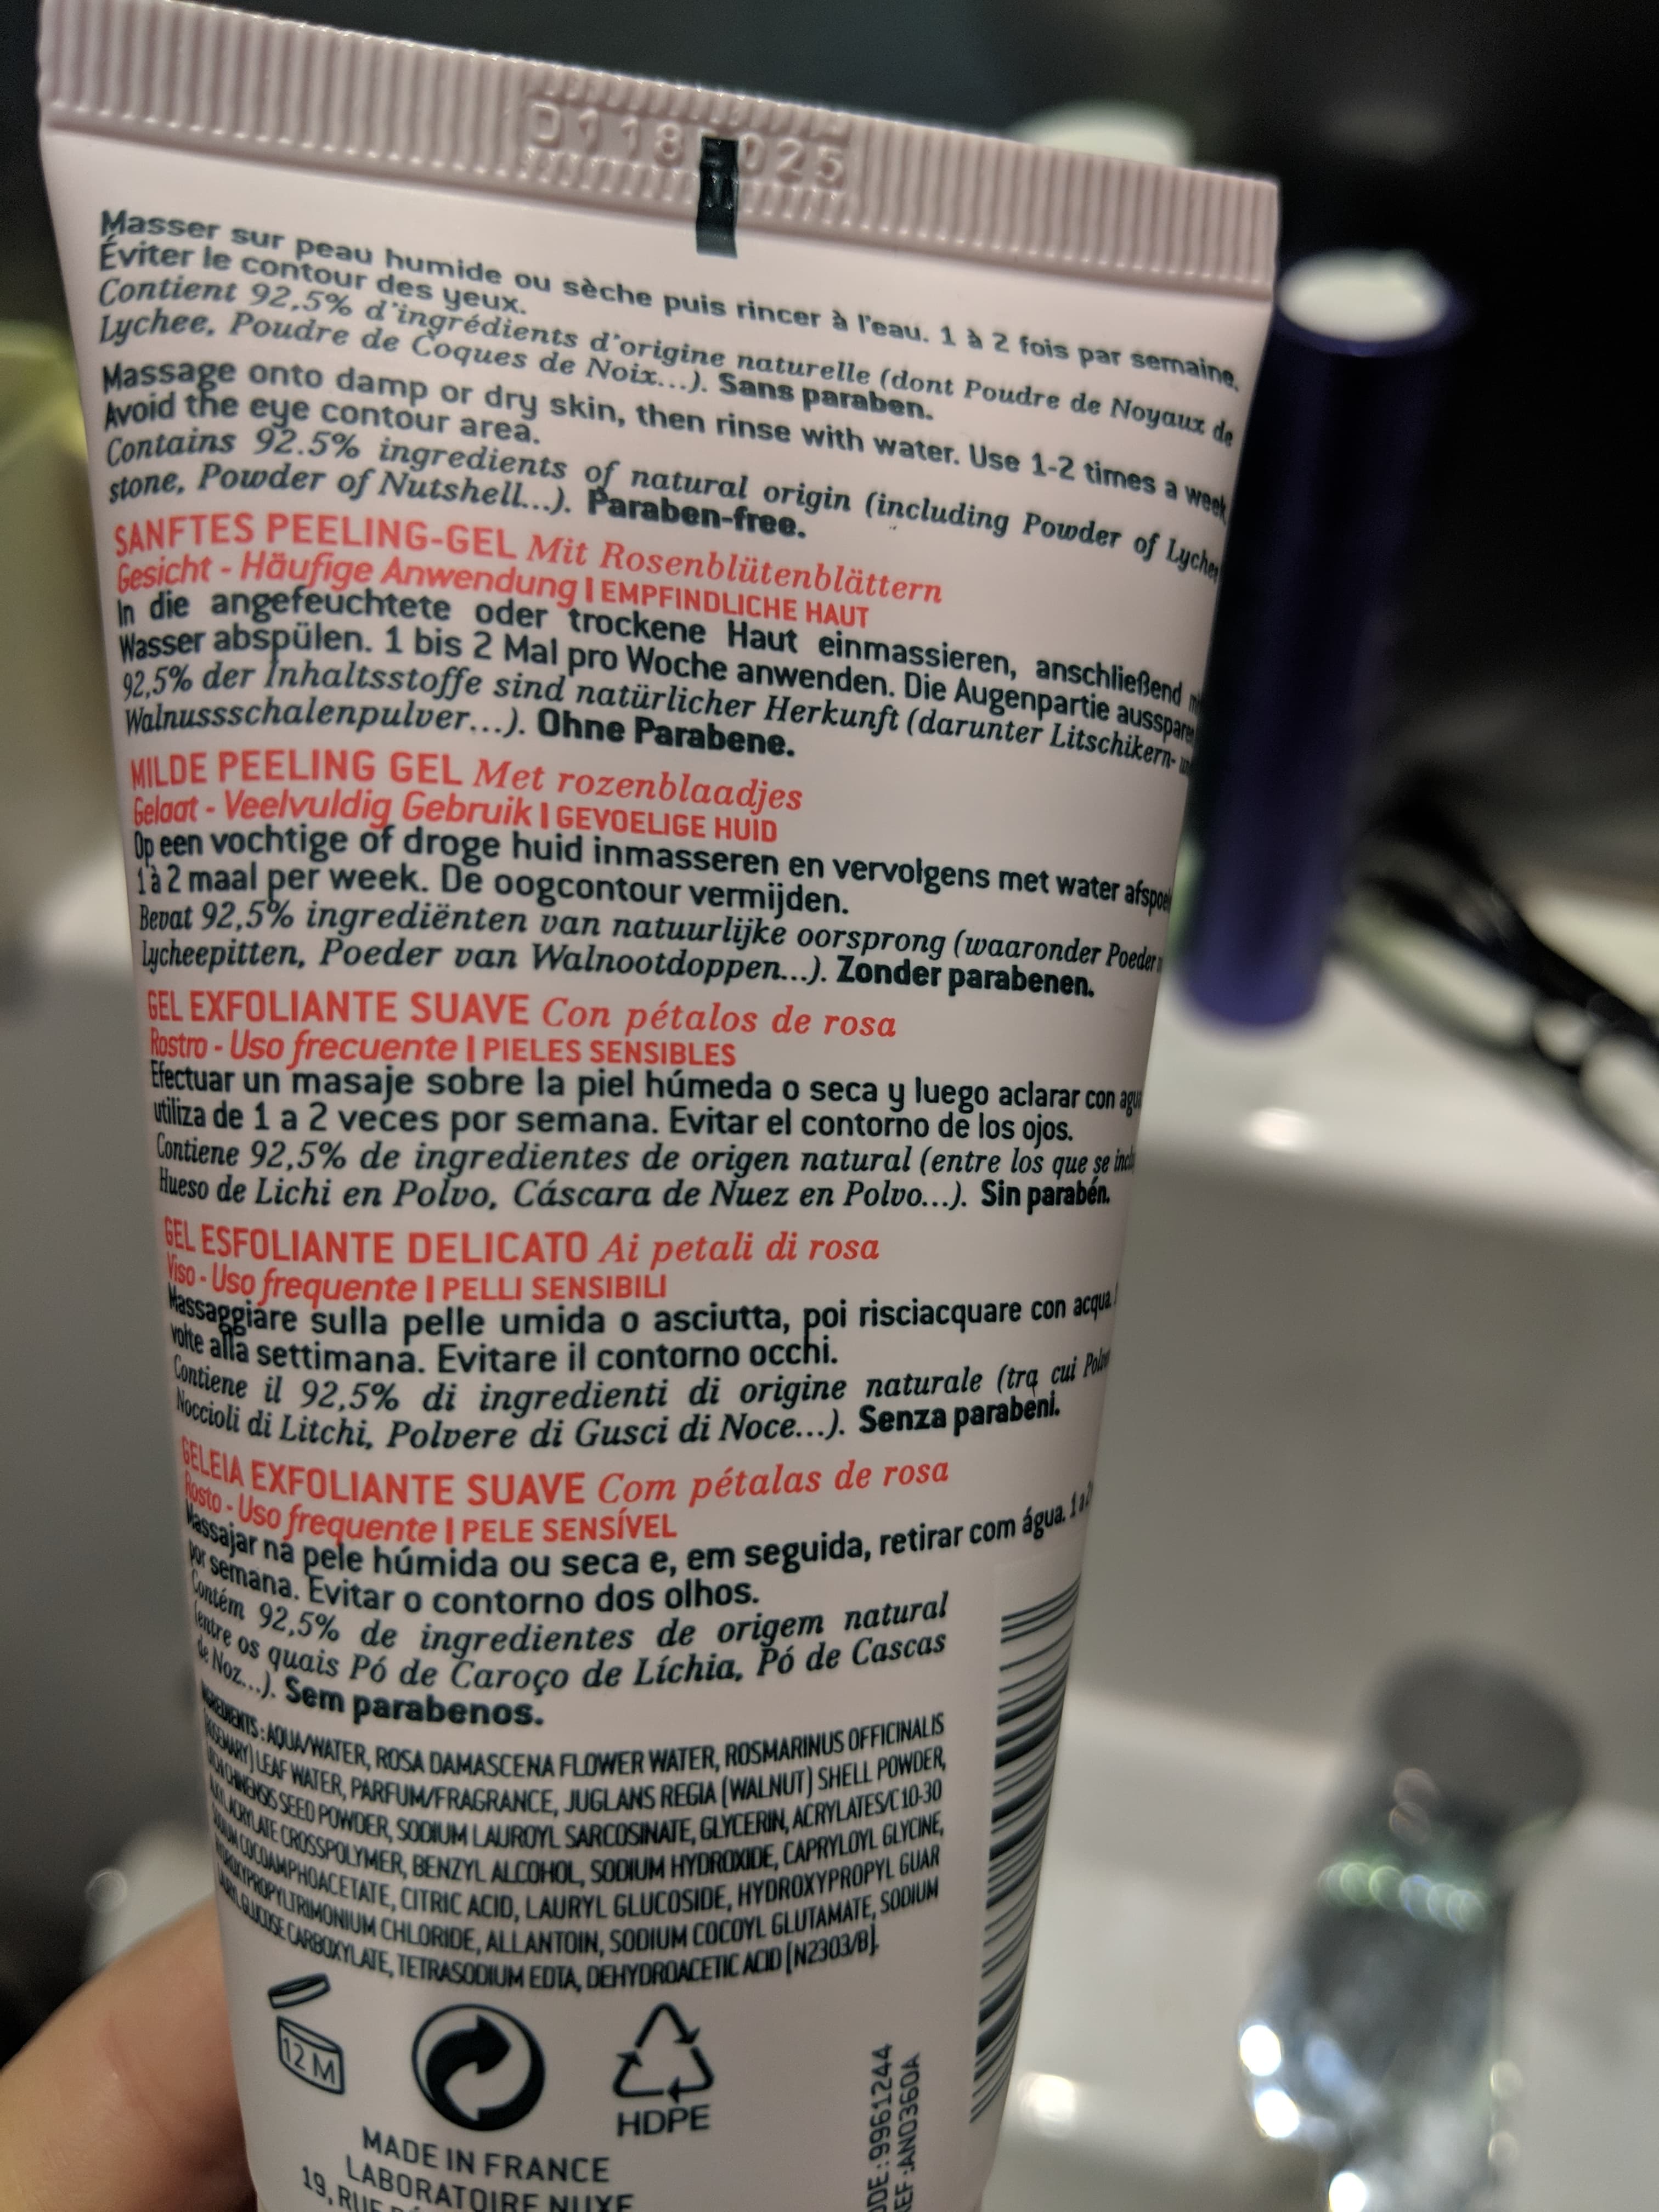 0118 025
Masser sur peau humide ou sèche puis rincer à l'eau. 1 à 2 fois par semaine.
Éviter le contour des yeux.
Contient 92,5% d'ingrédients d'origine naturelle (dont Poudre de Noyaux de
Lychee, Poudre de Coques de Noix...). Sans paraben.
Massage onto damp or dry skin, then rinse with water. Use 1-2 times a week
Avoid the eye contour area.
Contains 92.5% ingredients of natural origin (including Powder of Lychee
stone, Powder of Nutshell...). Paraben-free.
SANFTES PEELING-GEL Mit Rosenblütenblättern
Gesicht - Häufige Anwendung | EMPFINDLICHE HAUT
In die angefeuchtete oder trockene Haut einmassieren, anschließend
Wasser abspülen. 1 bis 2 Mal pro Woche anwenden. Die Augenpartie ausspare
92,5% der Inhaltsstoffe sind natürlicher Herkunft (darunter Litschikern-
Walnussschalenpulver...). Ohne Parabene.
MILDE PEELING GEL Met rozenblaadjes
Gelaat - Veelvuldig Gebruik | GEVOELIGE HUID
Op een vochtige of droge huid inmasseren en vervolgens met water afspoel
1 à 2 maal per week. De oogcontour vermijden.
Bevat 92,5% ingrediënten van natuurlijke oorsprong (waaronder Poeder
Lycheepitten, Poeder van Walnootdoppen...). Zonder parabenen.
GEL EXFOLIANTE SUAVE Con pétalos de rosa
Rostro - Uso frecuente | PIELES SENSIBLES
Efectuar un masaje sobre la piel húmeda o seca y luego aclarar con agua
utiliza de 1 a 2 veces por semana. Evitar el contorno de los ojos.
Contiene 92,5% de ingredientes de origen natural (entre los que se inclu
Hueso de Lichi en Polvo, Cáscara de Nuez en Polvo...). Sin parabén.
GEL ESFOLIANTE DELICATO Ai petali di rosa
Viso - Uso frequente | PELLI SENSIBILI
Massaggiare sulla pelle umida o asciutta, poi risciacquare con acqua.
volte alla settimana. Evitare il contorno occhi.
Contiene il 92,5% di ingredienti di origine naturale (tra cui Polve
Noccioli di Litchi, Polvere di Gusci di Noce...). Senza parabeni.
GELEIA EXFOLIANTE SUAVE Com pétalas de rosa
Rosto - Uso frequente | PELE SENSÍVEL
Massajar na pele húmida ou seca e, em seguida, retirar com água. 1 a 2
por semana. Evitar o contorno dos olhos.
Contém 92,5% de ingredientes de origem natural
(entre os quais Pó de Caroço de Líchia, Pó de Cascas
de Noz...). Sem parabenos.
INGREDIENTS : AQUA/WATER, ROSA DAMASCENA FLOWER WATER, ROSMARINUS OFFICINALIS
(ROSEMARY) LEAF WATER, PARFUM/FRAGRANCE, JUGLANS REGIA (WALNUT) SHELL POWDER,
LITCHI CHINENSIS SEED POWDER, SODIUM LAUROYL SARCOSINATE, GLYCERIN, ACRYLATES/C10-30
ALKYL ACRYLATE CROSSPOLYMER, BENZYL ALCOHOL, SODIUM HYDROXIDE, CAPRYLOYL GLYCINE,
SODIUM COCOAMPHOACETATE, CITRIC ACID, LAURYL GLUCOSIDE, HYDROXYPROPYL GUAR
HYDROXYPROPYLTRIMONIUM CHLORIDE, ALLANTOIN, SODIUM COCOYL GLUTAMATE, SODIUM
LAURYL GLUCOSE CARBOXYLATE, TETRASODIUM EDTA, DEHYDROACETIC ACID [N2303/B].
12 M
HDPE
MADE IN FRANCE
LABORATOIRE NUXE
19, RUE
ODE : 9961244
REF : AN0360A